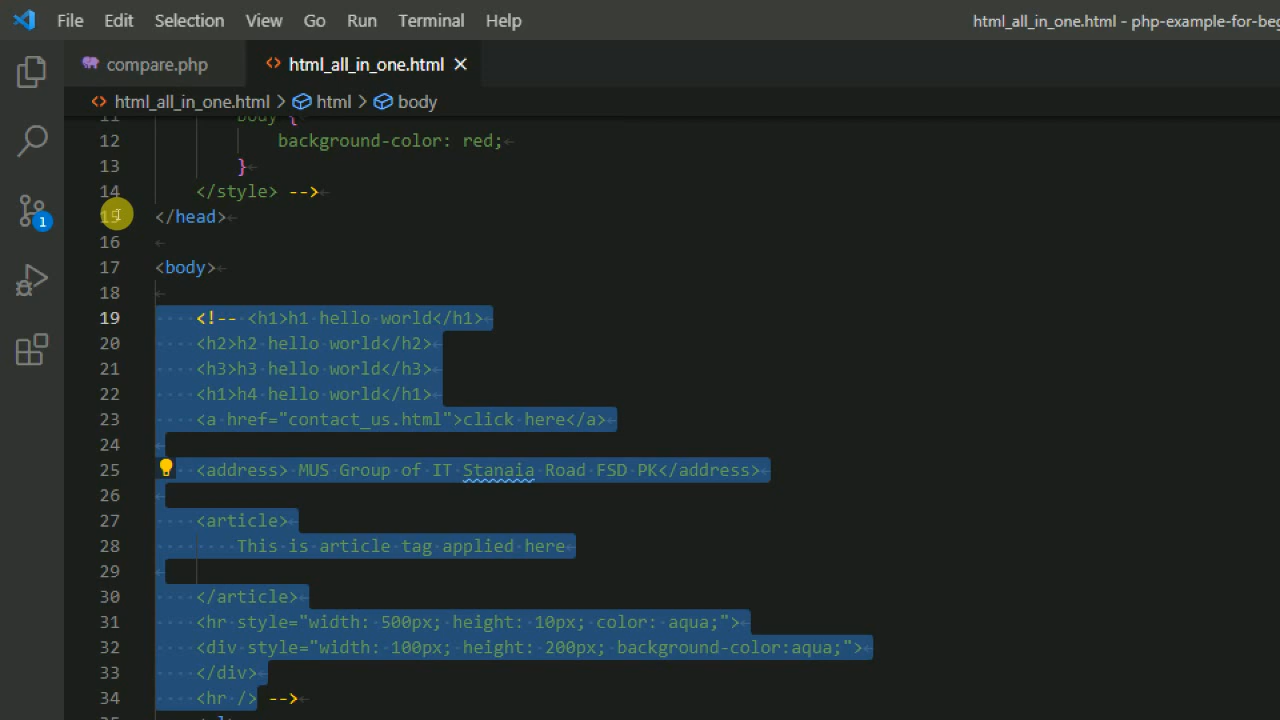 File Edit Selection View Go Run Terminal Help html_all_in_one.html - php-example-for-beg
compare.php html_all_in_one.html
html_all_in_one.html > html > body
11 body {
12 background-color: red;
13 }
14 </style> -->
15 </head>
16
17 <body>
18
19 <!-- <h1>h1 hello world</h1>
20 <h2>h2 hello world</h2>
21 <h3>h3 hello world</h3>
22 <h1>h4 hello world</h1>
23 <a href="contact_us.html">click here</a>
24
25 <address> MUS Group of IT Stanaia Road FSD PK</address>
26
27 <article>
28 This is article tag applied here
29
30 </article>
31 <hr style="width: 500px; height: 10px; color: aqua;">
32 <div style="width: 100px; height: 200px; background-color:aqua;">
33 </div>
34 <hr /> -->
1